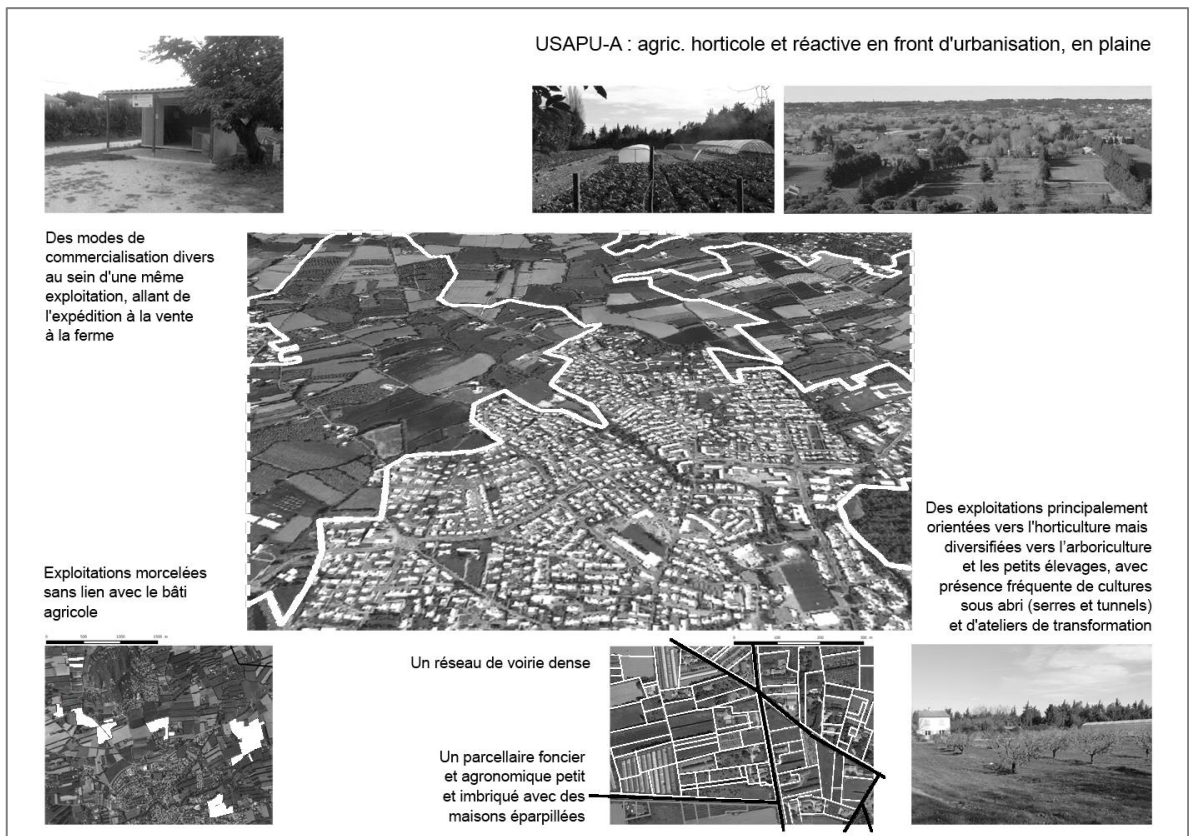 USAPU-A : agric. horticole et réactive en front d'urbanisation, en plaine
Des modes de
commercialisation divers
au sein d'une même
exploitation, allant de
l'expédition à la vente
à la ferme
Des exploitations principalement
orientées vers l'horticulture mais
diversifiées vers l'arboriculture
et les petits élevages, avec
présence fréquente de cultures
sous abri (serres et tunnels)
et d'ateliers de transformation
Exploitations morcelées
sans lien avec le bâti
agricole
Un réseau de voirie dense
Un parcellaire foncier
et agronomique petit
et imbriqué avec des
maisons éparpillées